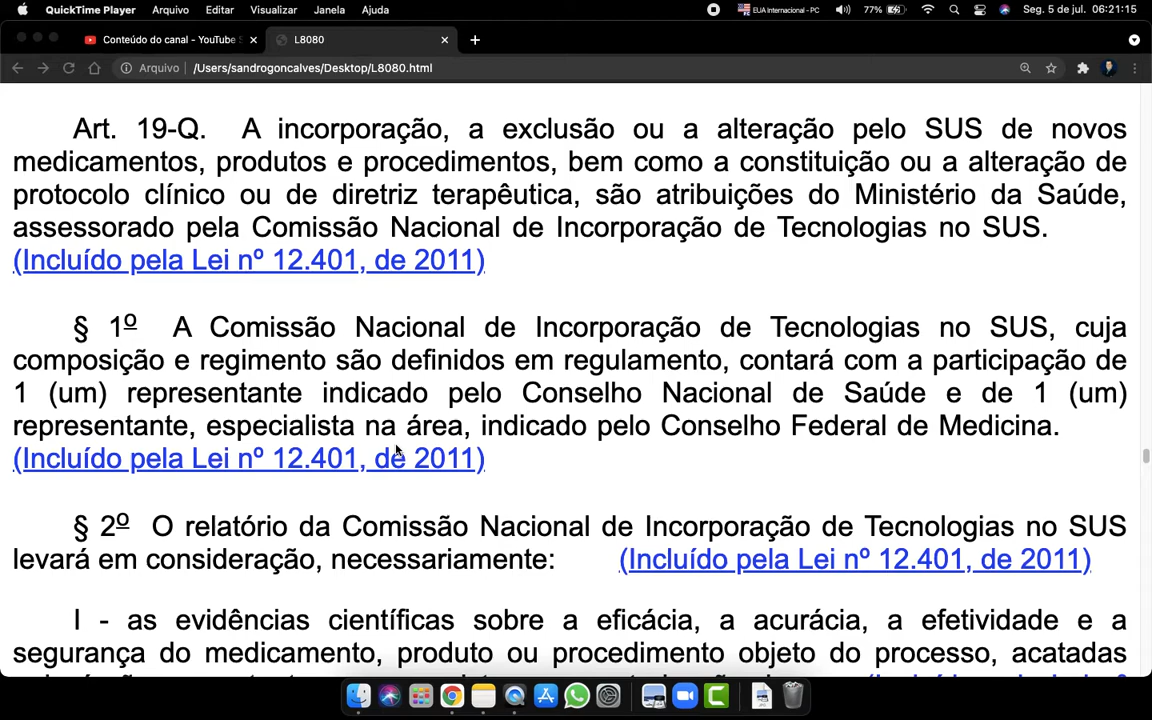 QuickTime Player Arquivo Editar Visualizar Janela Ajuda EUA Internacional - PC 77% Seg. 5 de jul. 06:21:15
Conteúdo do canal - YouTube S × L8080 × +
Arquivo /Users/sandrogoncalves/Desktop/L8080.html
Art. 19-Q. A incorporação, a exclusão ou a alteração pelo SUS de novos
medicamentos, produtos e procedimentos, bem como a constituição ou a alteração de
protocolo clínico ou de diretriz terapêutica, são atribuições do Ministério da Saúde,
assessorado pela Comissão Nacional de Incorporação de Tecnologias no SUS.
(Incluído pela Lei nº 12.401, de 2011)
§ 1º A Comissão Nacional de Incorporação de Tecnologias no SUS, cuja
composição e regimento são definidos em regulamento, contará com a participação de
1 (um) representante indicado pelo Conselho Nacional de Saúde e de 1 (um)
representante, especialista na área, indicado pelo Conselho Federal de Medicina.
(Incluído pela Lei nº 12.401, de 2011)
§ 2º O relatório da Comissão Nacional de Incorporação de Tecnologias no SUS
levará em consideração, necessariamente: (Incluído pela Lei nº 12.401, de 2011)
I - as evidências científicas sobre a eficácia, a acurácia, a efetividade e a
segurança do medicamento, produto ou procedimento objeto do processo, acatadas